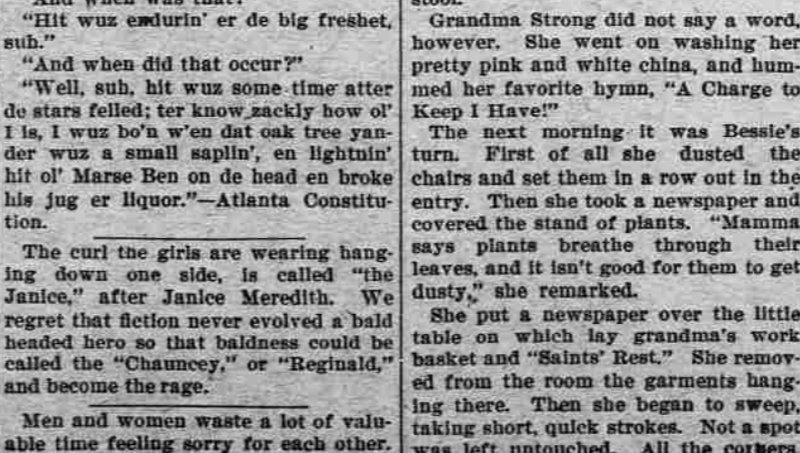 "And when was that?"
"Hit wuz endurin' er de big freshet,
suh."
"And when did that occur?"
"Well, suh, hit wuz some time atter
de stars felled; ter know zackly how ol'
I is, I wuz bo'n w'en dat oak tree yan-
der wuz a small saplin', en lightnin'
hit ol' Marse Ben on de head en broke
his jug er liquor."—Atlanta Constitu-
tion.
The curl the girls are wearing hang-
ing down one side, is called "the
Janice," after Janice Meredith. We
regret that fiction never evolved a bald
headed hero so that baldness could be
called the "Chauncey," or "Reginald,"
and become the rage.
Men and women waste a lot of valu-
able time feeling sorry for each other.
stool.
Grandma Strong did not say a word,
however. She went on washing her
pretty pink and white china, and hum-
med her favorite hymn, "A Charge to
Keep I Have!"
The next morning it was Bessie's
turn. First of all she dusted the
chairs and set them in a row out in the
entry. Then she took a newspaper and
covered the stand of plants. "Mamma
says plants breathe through their
leaves, and it isn't good for them to get
dusty," she remarked.
She put a newspaper over the little
table on which lay grandma's work
basket and "Saints' Rest." She remov-
ed from the room the garments hang-
ing there. Then she began to sweep,
taking short, quick strokes. Not a spot
was left untouched. All the corners,